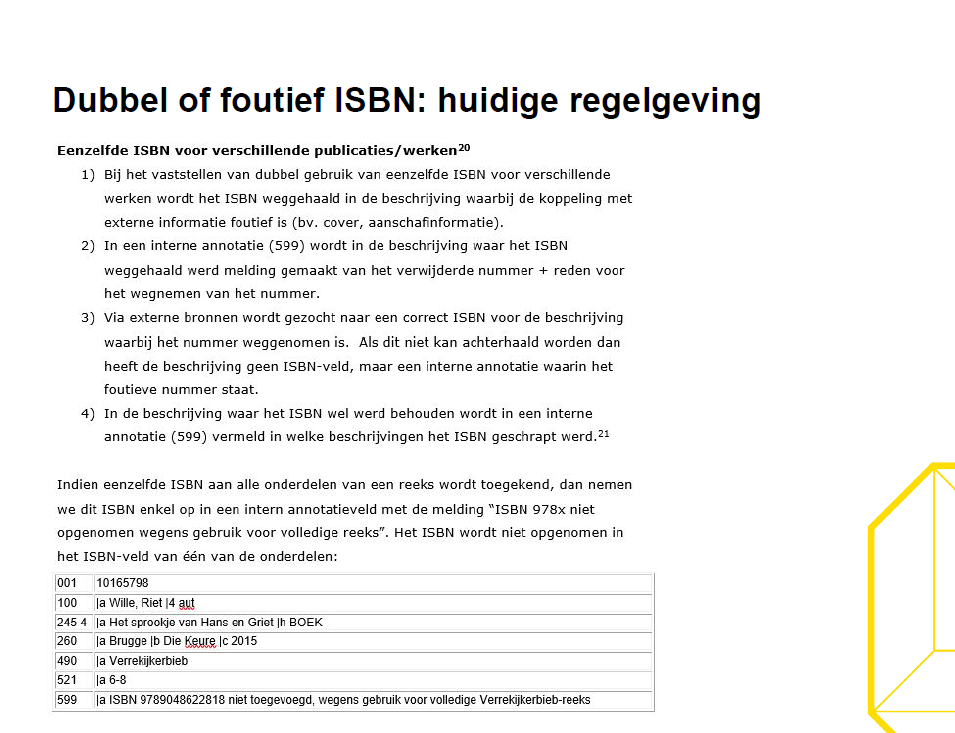 Dubbel of foutief ISBN: huidige regelgeving
Eenzelfde ISBN voor verschillende publicaties/werken20
1) Bij het vaststellen van dubbel gebruik van eenzelfde ISBN voor verschillende
werken wordt het ISBN weggehaald in de beschrijving waarbij de koppeling met
externe informatie foutief is (bv. cover, aanschafinformatie).
2) In een interne annotatie (599) wordt in de beschrijving waar het ISBN
weggehaald werd melding gemaakt van het verwijderde nummer + reden voor
het wegnemen van het nummer.
3) Via externe bronnen wordt gezocht naar een correct ISBN voor de beschrijving
waarbij het nummer weggenomen is. Als dit niet kan achterhaald worden dan
heeft de beschrijving geen ISBN-veld, maar een interne annotatie waarin het
foutieve nummer staat.
4) In de beschrijving waar het ISBN wel werd behouden wordt in een interne
annotatie (599) vermeld in welke beschrijvingen het ISBN geschrapt werd.21
Indien eenzelfde ISBN aan alle onderdelen van een reeks wordt toegekend, dan nemen
we dit ISBN enkel op in een intern annotatieveld met de melding “ISBN 978x niet
opgenomen wegens gebruik voor volledige reeks”. Het ISBN wordt niet opgenomen in
het ISBN-veld van één van de onderdelen:
001 10165798
100 |a Wille, Riet |4 aut
245 4 |a Het sprookje van Hans en Griet |h BOEK
260 |a Brugge |b Die Keure |c 2015
490 |a Verrekijkerbieb
521 |a 6-8
599 |a ISBN 9789048622818 niet toegevoegd, wegens gebruik voor volledige Verrekijkerbieb-reeks